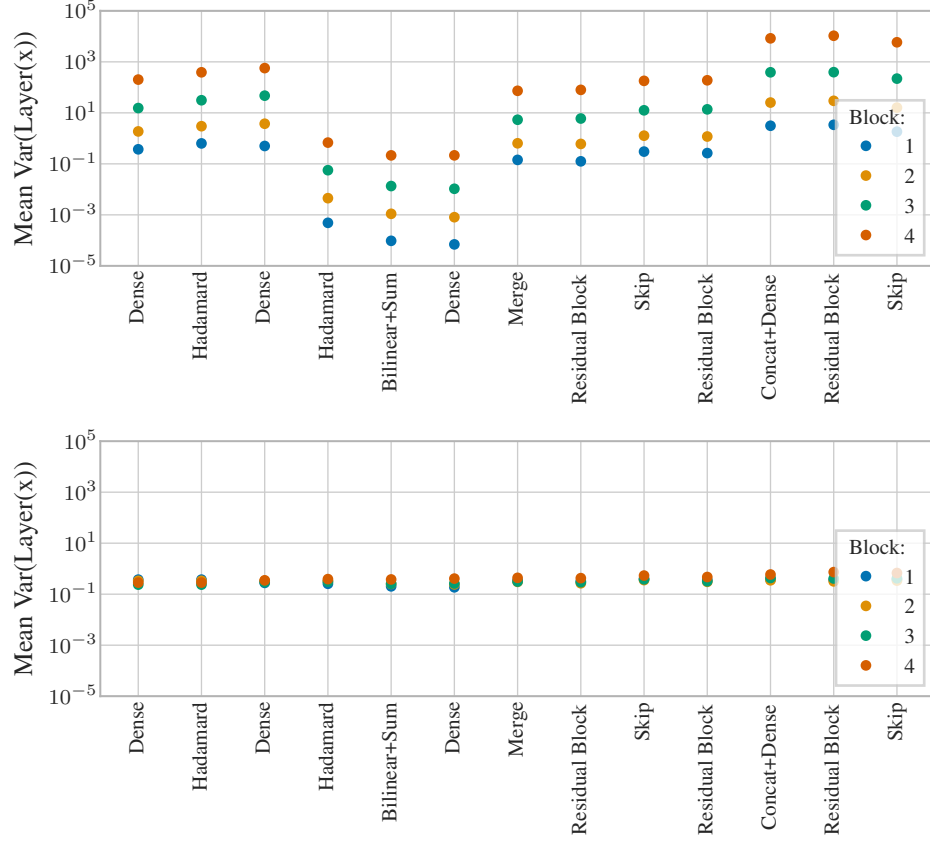 Mean Var(Layer(x))
10^5
10^3
10^1
10^−1
10^−3
10^−5
Block:
1
2
3
4
Dense
Hadamard
Dense
Hadamard
Bilinear+Sum
Dense
Merge
Residual Block
Skip
Residual Block
Concat+Dense
Residual Block
Skip
Mean Var(Layer(x))
10^5
10^3
10^1
10^−1
10^−3
10^−5
Block:
1
2
3
4
Dense
Hadamard
Dense
Hadamard
Bilinear+Sum
Dense
Merge
Residual Block
Skip
Residual Block
Concat+Dense
Residual Block
Skip